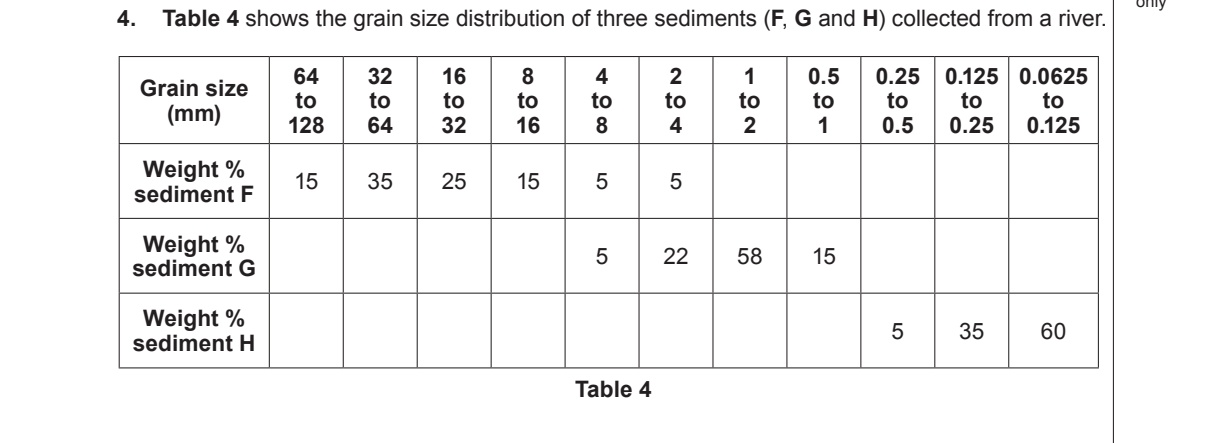 only
4. Table 4 shows the grain size distribution of three sediments (F, G and H) collected from a river.
Grain size (mm) 64 to 128 32 to 64 16 to 32 8 to 16 4 to 8 2 to 4 1 to 2 0.5 to 1 0.25 to 0.5 0.125 to 0.25 0.0625 to 0.125
Weight % sediment F 15 35 25 15 5 5
Weight % sediment G 5 22 58 15
Weight % sediment H 5 35 60
Table 4